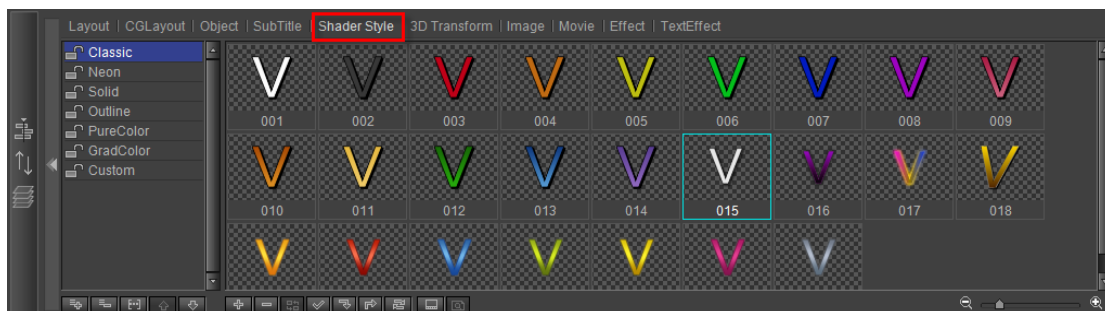 Layout | CGLayout | Object | SubTitle | Shader Style | 3D Transform | Image | Movie | Effect | TextEffect
Classic
Neon
Solid
Outline
PureColor
GradColor
Custom
V V V V V V V V V
001 002 003 004 005 006 007 008 009
V V V V V V V V V
010 011 012 013 014 015 016 017 018
V V V V V V V